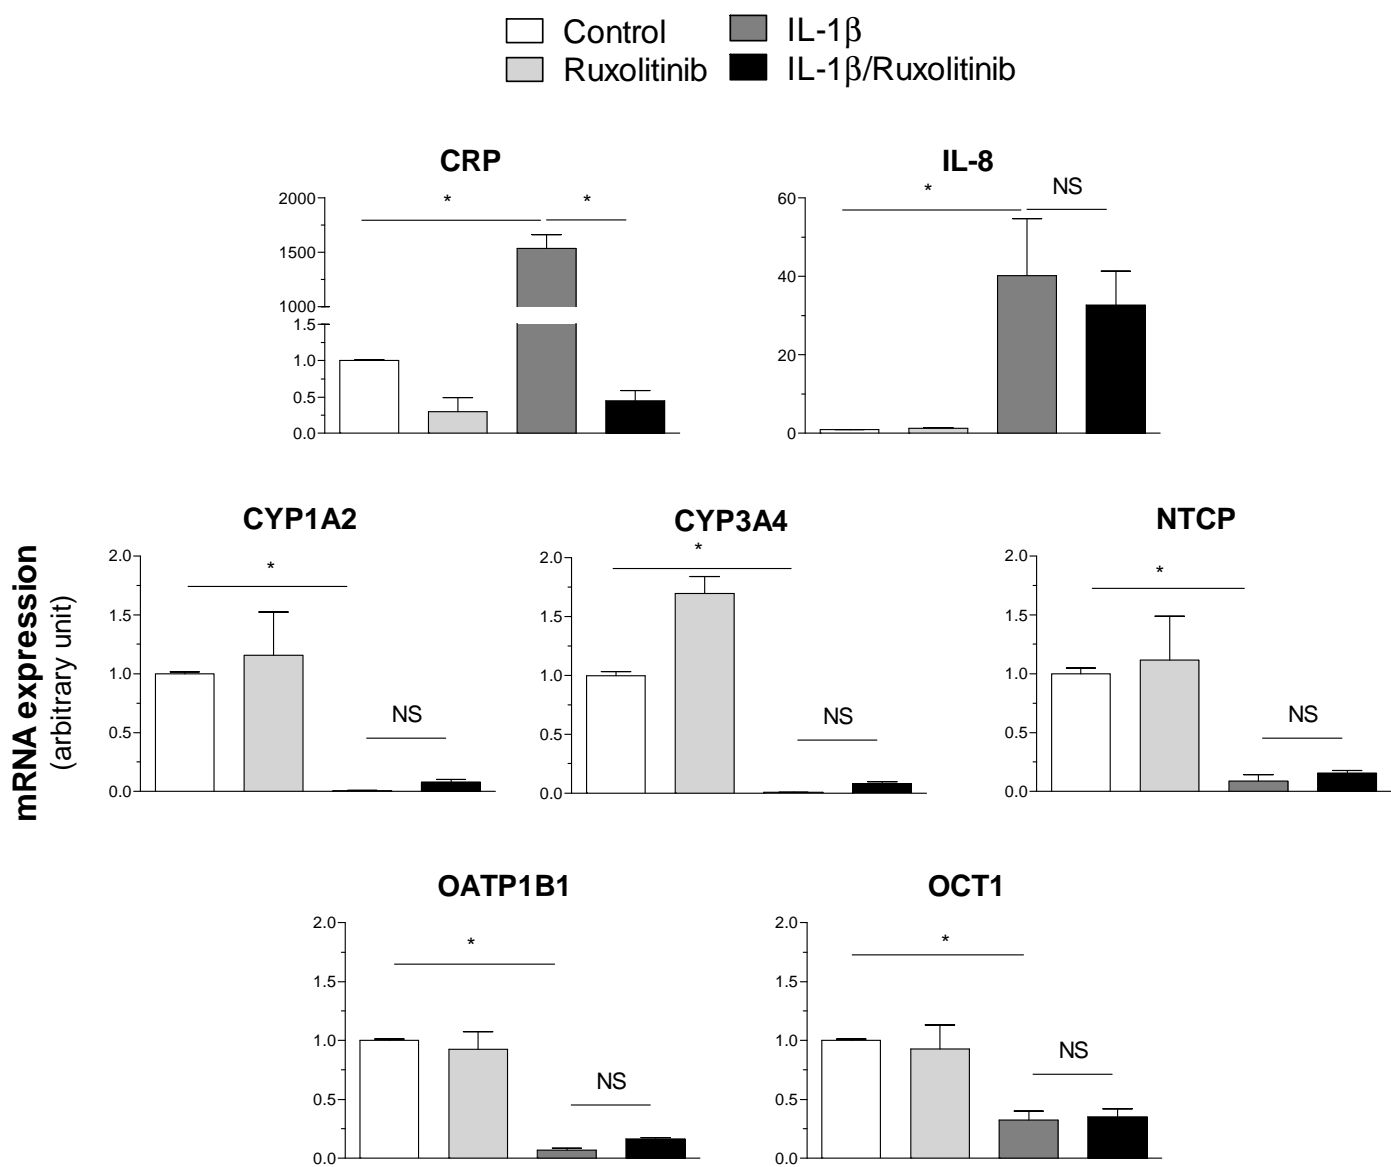 Control
IL-1β
Ruxolitinib
IL-1β/Ruxolitinib
CRP
IL-8
*
*
*
NS
2000
1500
1000
1.5
1.0
0.5
0.0
60
40
20
0
mRNA expression
(arbitrary unit)
CYP1A2
CYP3A4
NTCP
*
NS
2.0
1.5
1.0
0.5
0.0
*
NS
2.0
1.5
1.0
0.5
0.0
*
NS
2.0
1.5
1.0
0.5
0.0
OATP1B1
OCT1
*
NS
2.0
1.5
1.0
0.5
0.0
*
NS
2.0
1.5
1.0
0.5
0.0